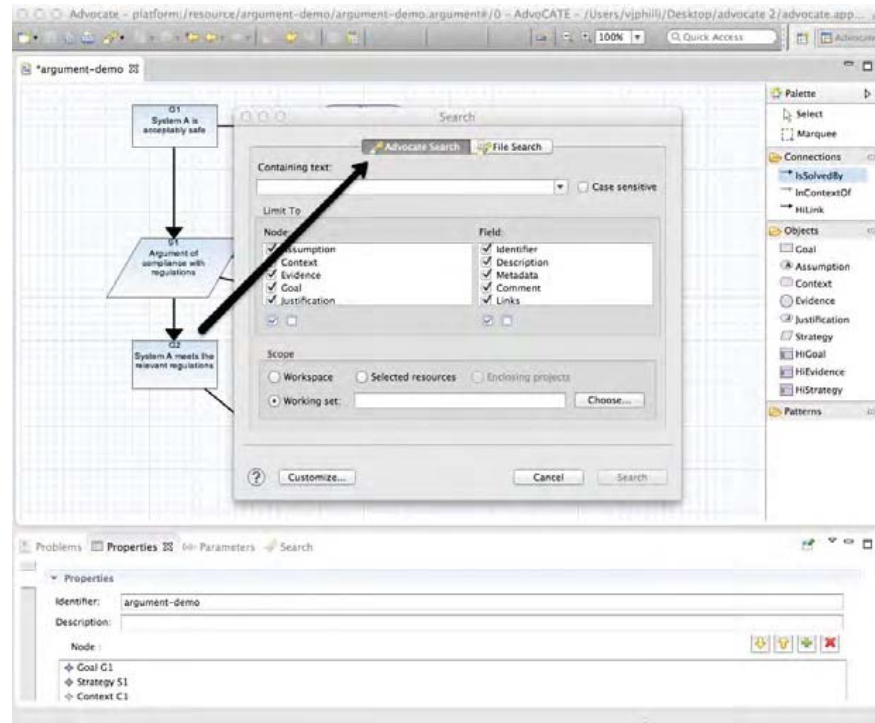 Advocate - platform:/resource/argument-demo/argument-demo.argument#/0 - AdvoCATE - /Users/vjphilli/Desktop/advocate 2/advocate.app...
100%
Quick Access
Advocate
*argument-demo
G1
System A is
acceptably safe
S1
Argument of
compliance with
regulations
G2
System A meets the
relevant regulations
Search
Advocate Search
File Search
Containing text:
Case sensitive
Limit To
Node:
Field:
Assumption
Context
Evidence
Goal
Justification
Identifier
Description
Metadata
Comment
Links
Scope
Workspace
Selected resources
Enclosing projects
Working set:
Choose...
?
Customize...
Cancel
Search
Palette
Select
Marquee
Connections
IsSolvedBy
InContextOf
HiLink
Objects
Goal
Assumption
Context
Evidence
Justification
Strategy
HiGoal
HiEvidence
HiStrategy
Patterns
Problems
Properties
Parameters
Search
Properties
Identifier:
argument-demo
Description:
Node :
Goal G1
Strategy S1
Context C1